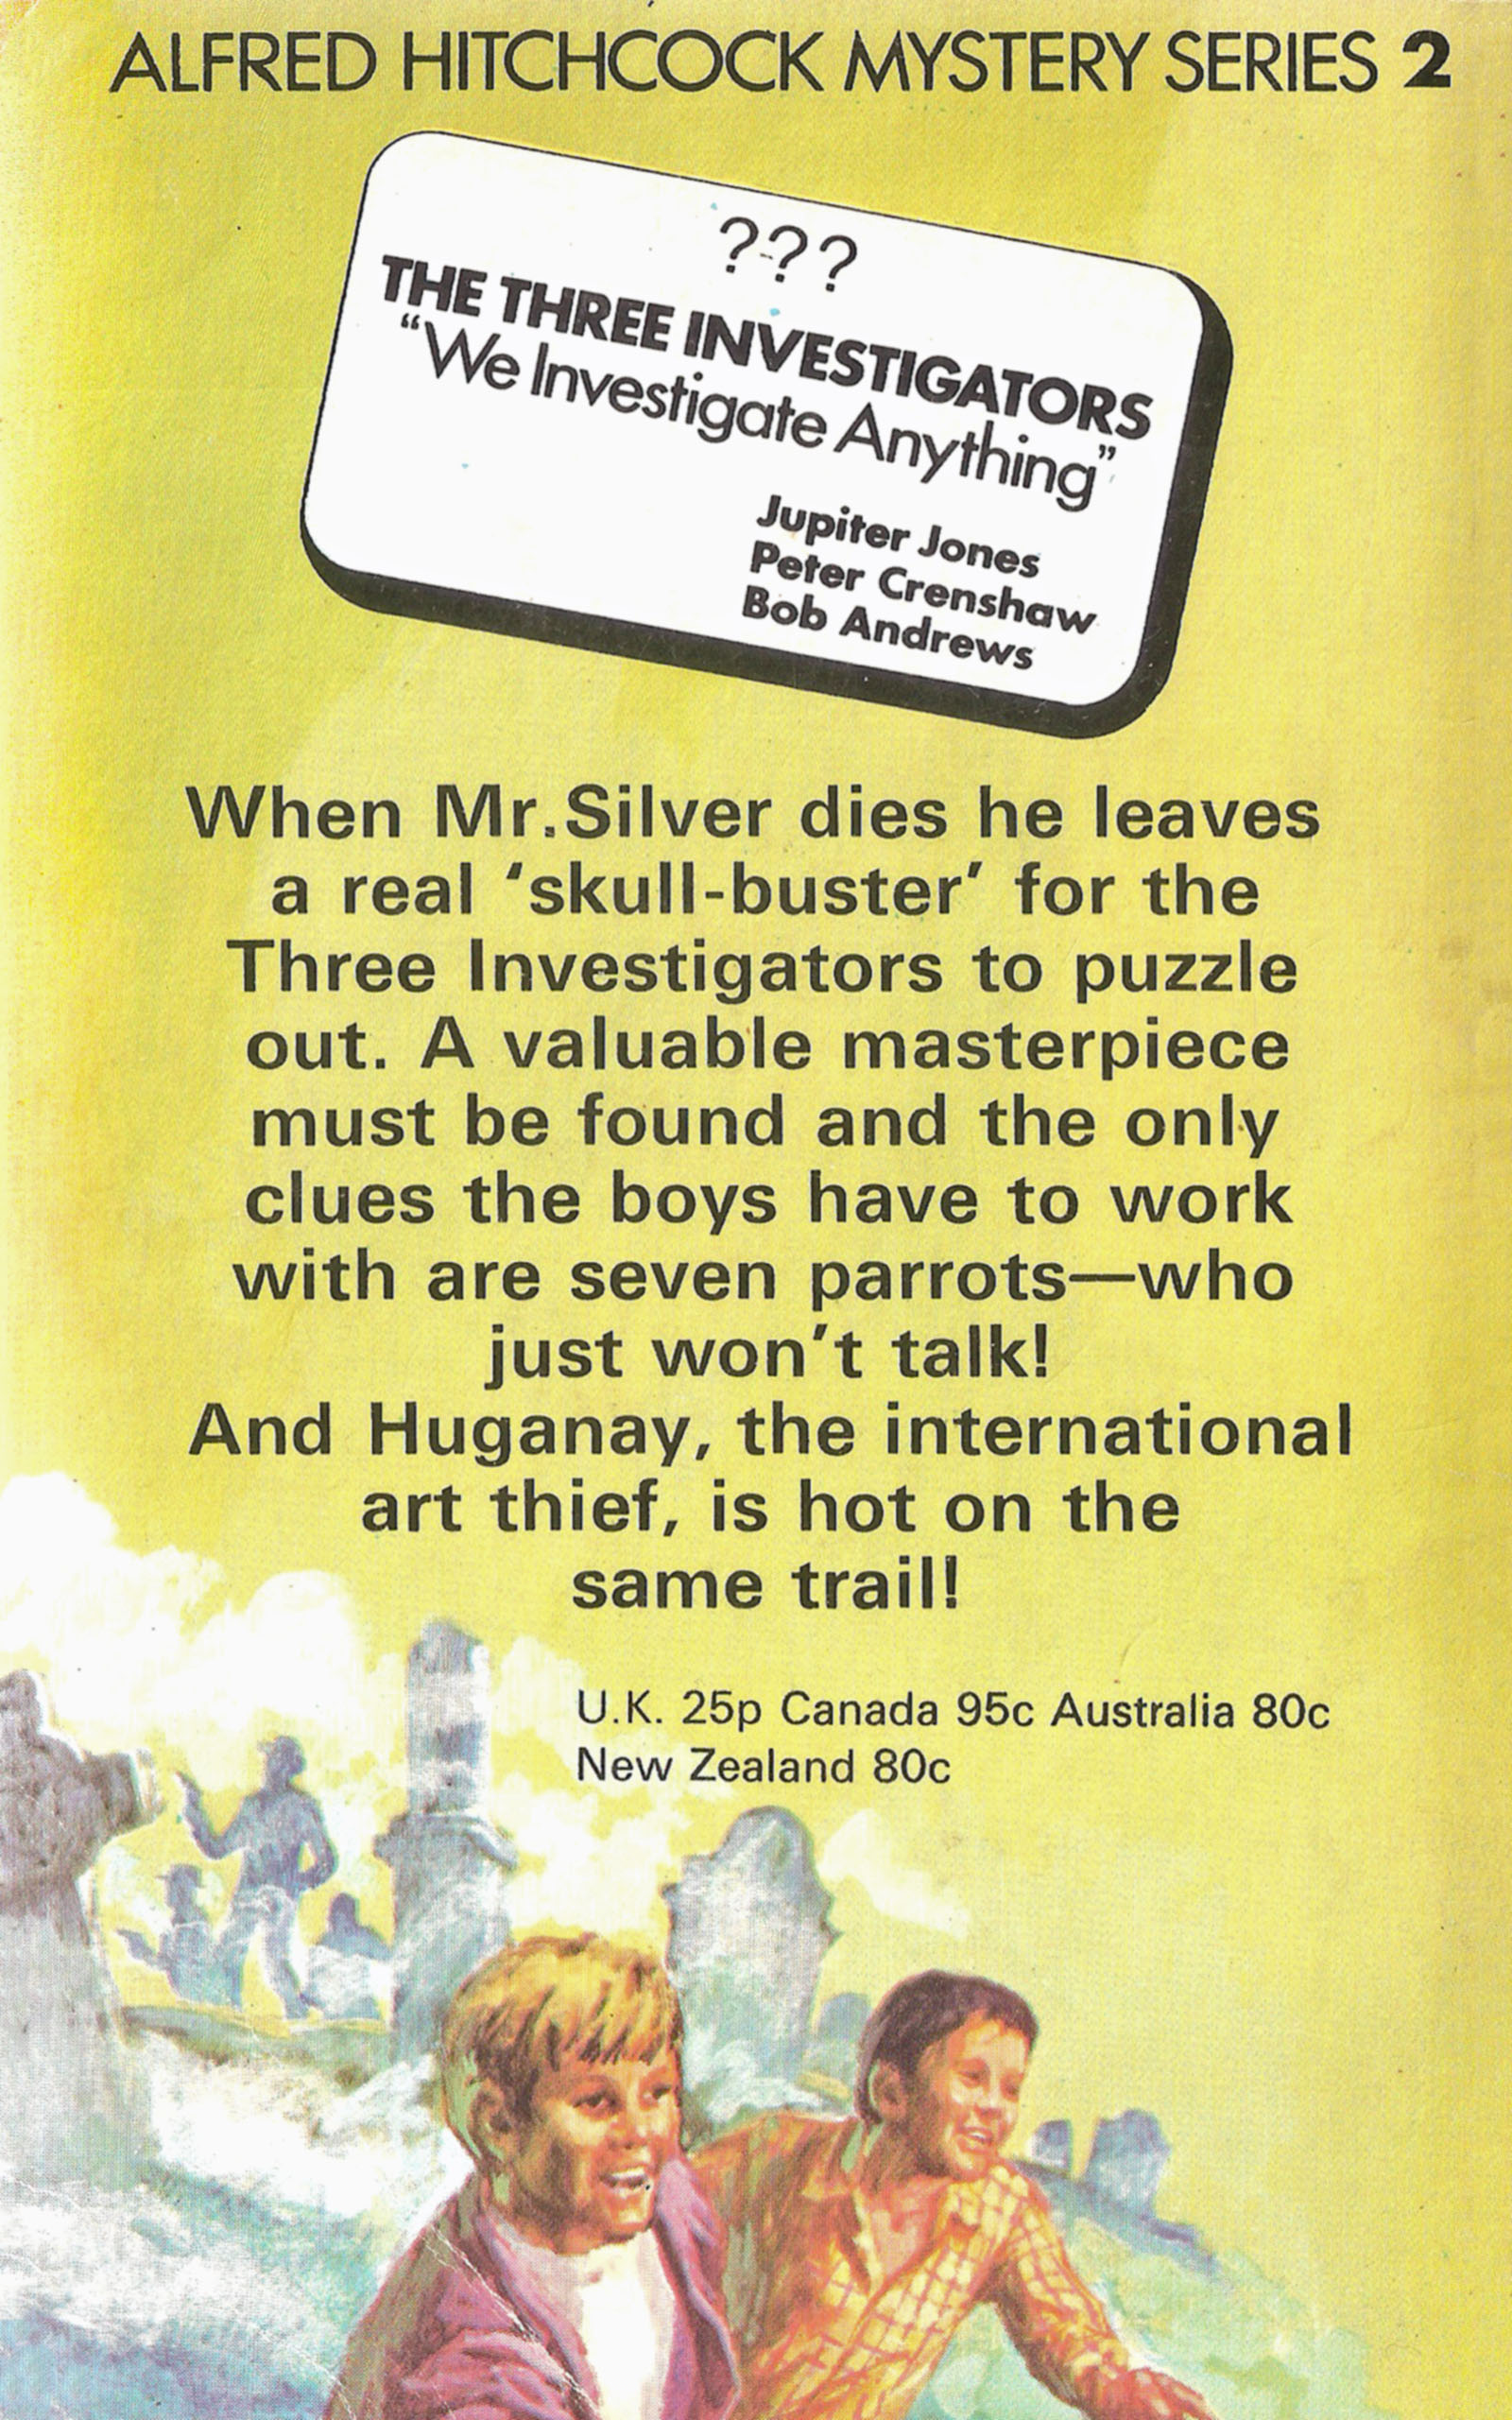 ALFRED HITCHCOCK MYSTERY SERIES 2
???
THE THREE INVESTIGATORS
“We Investigate Anything”
Jupiter Jones
Peter Crenshaw
Bob Andrews
When Mr. Silver dies he leaves
a real ‘skull-buster’ for the
Three Investigators to puzzle
out. A valuable masterpiece
must be found and the only
clues the boys have to work
with are seven parrots—who
just won’t talk!
And Huganay, the international
art thief, is hot on the
same trail!
U.K. 25p Canada 95c Australia 80c
New Zealand 80c